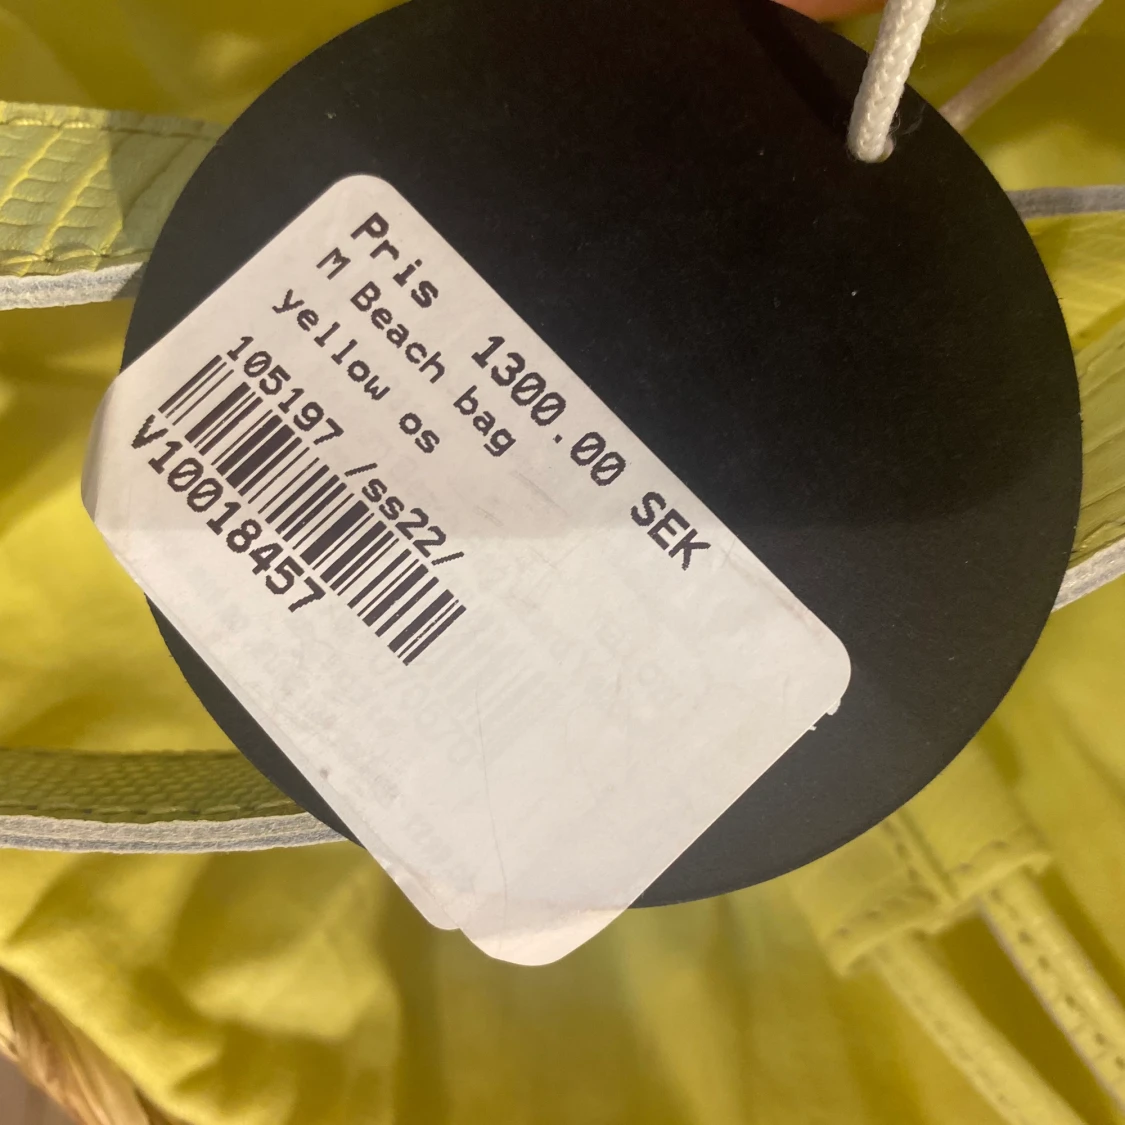 Pris 1300.00 SEK
M Beach bag
yellow os
105197 /ss22/
V10018457